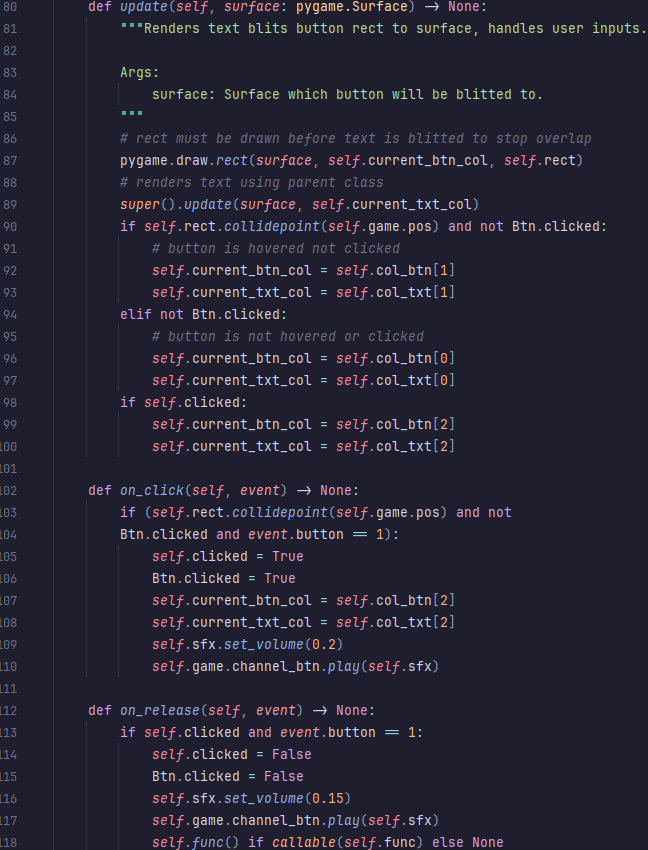 80 def update(self, surface: pygame.Surface) -> None:
81 """Renders text blits button rect to surface, handles user inputs.
82
83 Args:
84 surface: Surface which button will be blitted to.
85 """
86 # rect must be drawn before text is blitted to stop overlap
87 pygame.draw.rect(surface, self.current_btn_col, self.rect)
88 # renders text using parent class
89 super().update(surface, self.current_txt_col)
90 if self.rect.collidepoint(self.game.pos) and not Btn.clicked:
91 # button is hovered not clicked
92 self.current_btn_col = self.col_btn[1]
93 self.current_txt_col = self.col_txt[1]
94 elif not Btn.clicked:
95 # button is not hovered or clicked
96 self.current_btn_col = self.col_btn[0]
97 self.current_txt_col = self.col_txt[0]
98 if self.clicked:
99 self.current_btn_col = self.col_btn[2]
100 self.current_txt_col = self.col_txt[2]
101
102 def on_click(self, event) -> None:
103 if (self.rect.collidepoint(self.game.pos) and not
104 Btn.clicked and event.button == 1):
105 self.clicked = True
106 Btn.clicked = True
107 self.current_btn_col = self.col_btn[2]
108 self.current_txt_col = self.col_txt[2]
109 self.sfx.set_volume(0.2)
110 self.game.channel_btn.play(self.sfx)
111
112 def on_release(self, event) -> None:
113 if self.clicked and event.button == 1:
114 self.clicked = False
115 Btn.clicked = False
116 self.sfx.set_volume(0.15)
117 self.game.channel_btn.play(self.sfx)
118 self.func() if callable(self.func) else None